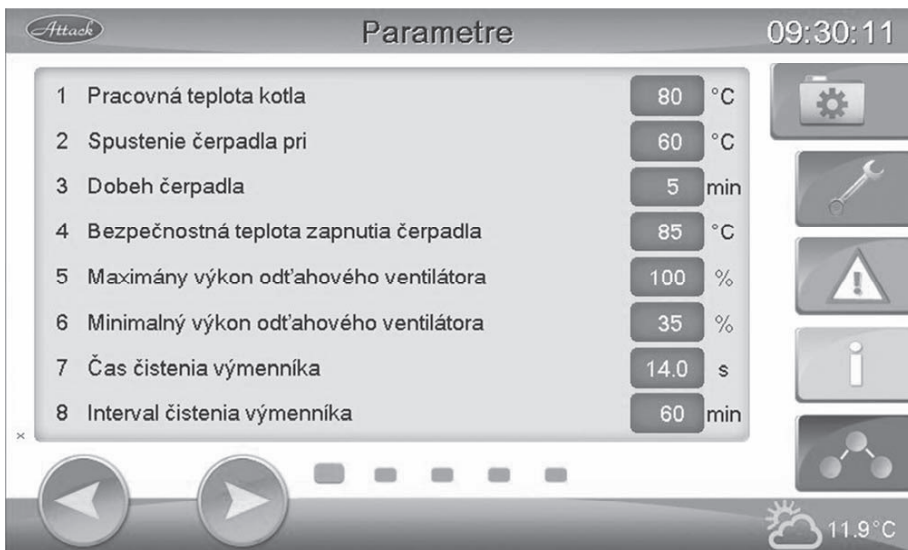 Attack Parametre 09:30:11
1 Pracovná teplota kotla 80 °C
2 Spustenie čerpadla pri 60 °C
3 Dobeh čerpadla 5 min
4 Bezpečnostná teplota zapnutia čerpadla 85 °C
5 Maximány výkon odťahového ventilátora 100 %
6 Minimalný výkon odťahového ventilátora 35 %
7 Čas čistenia výmenníka 14.0 s
8 Interval čistenia výmenníka 60 min
11.9°C